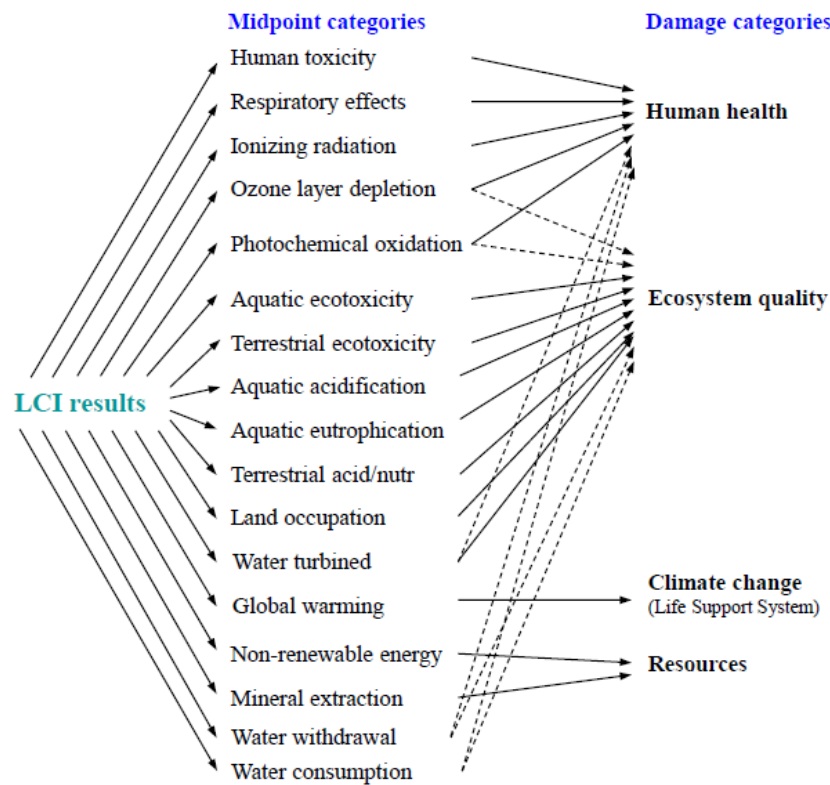 Midpoint categories
Damage categories
Human toxicity
Respiratory effects
Human health
Ionizing radiation
Ozone layer depletion
Photochemical oxidation
Aquatic ecotoxicity
Ecosystem quality
Terrestrial ecotoxicity
Aquatic acidification
LCI results
Aquatic eutrophication
Terrestrial acid/nutr
Land occupation
Water turbined
Climate change
(Life Support System)
Global warming
Non-renewable energy
Resources
Mineral extraction
Water withdrawal
Water consumption